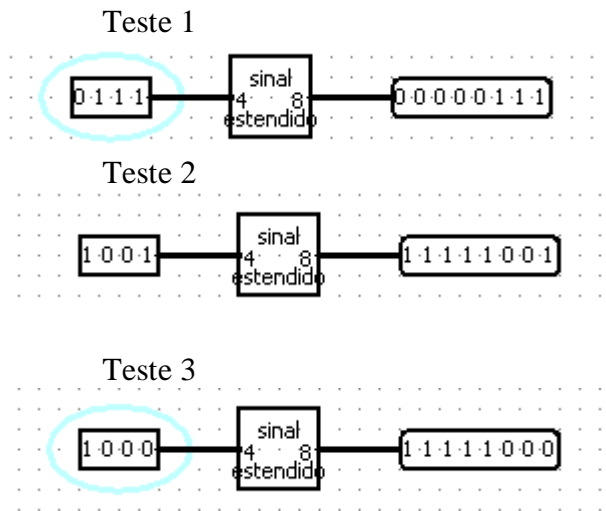 Teste 1
0 1 1 1 4 sinal 8 estendido 0 0 0 0 0 1 1 1
Teste 2
1 0 0 1 4 sinal 8 estendido 1 1 1 1 1 0 0 1
Teste 3
1 0 0 0 4 sinal 8 estendido 1 1 1 1 1 0 0 0